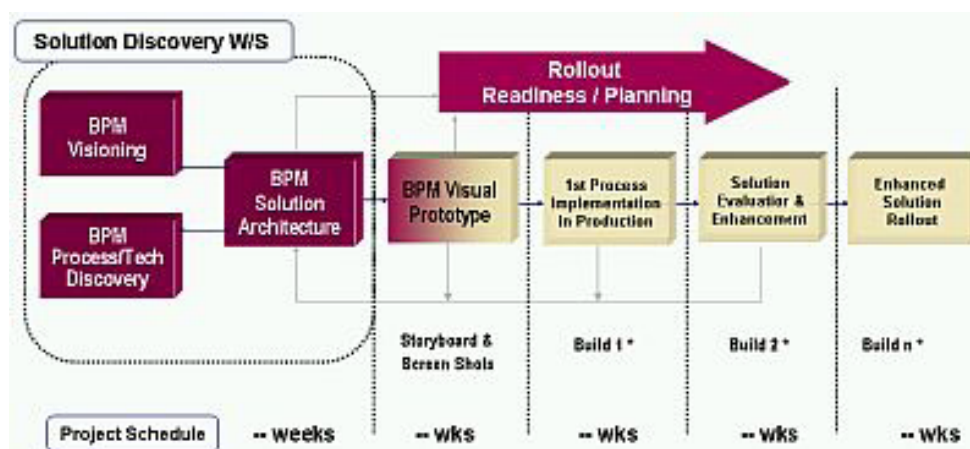 Solution Discovery W/S
Rollout
Readiness / Planning
BPM
Visioning
BPM
Process/Tech
Discovery
BPM
Solution
Architecture
BPM Visual
Prototype
1st Process
Implementation
In Production
Solution
Evaluation &
Enhancement
Enhanced
Solution
Rollout
Storyboard &
Screen Shots
Build 1 *
Build 2 *
Build n *
Project Schedule
-- weeks
-- wks
-- wks
-- wks
-- wks